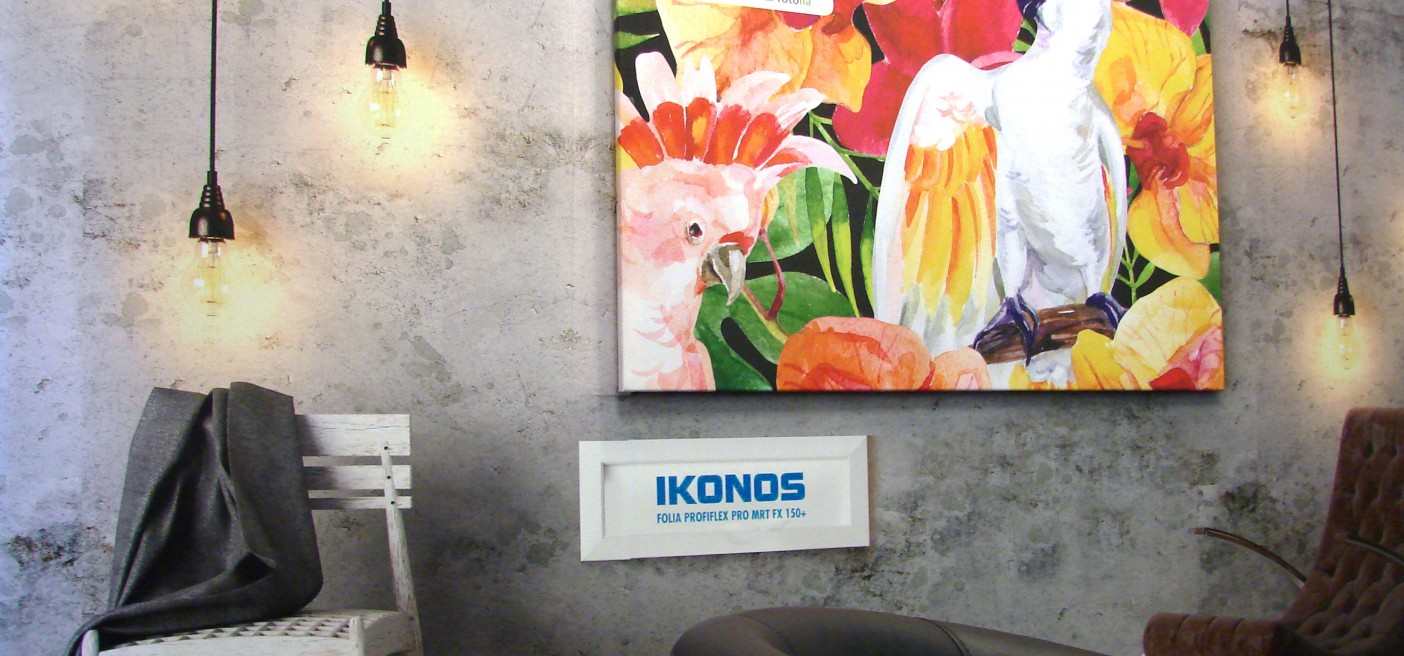 IKONOS
FOLIA PROFIFLEX PRO MRT FX 150+